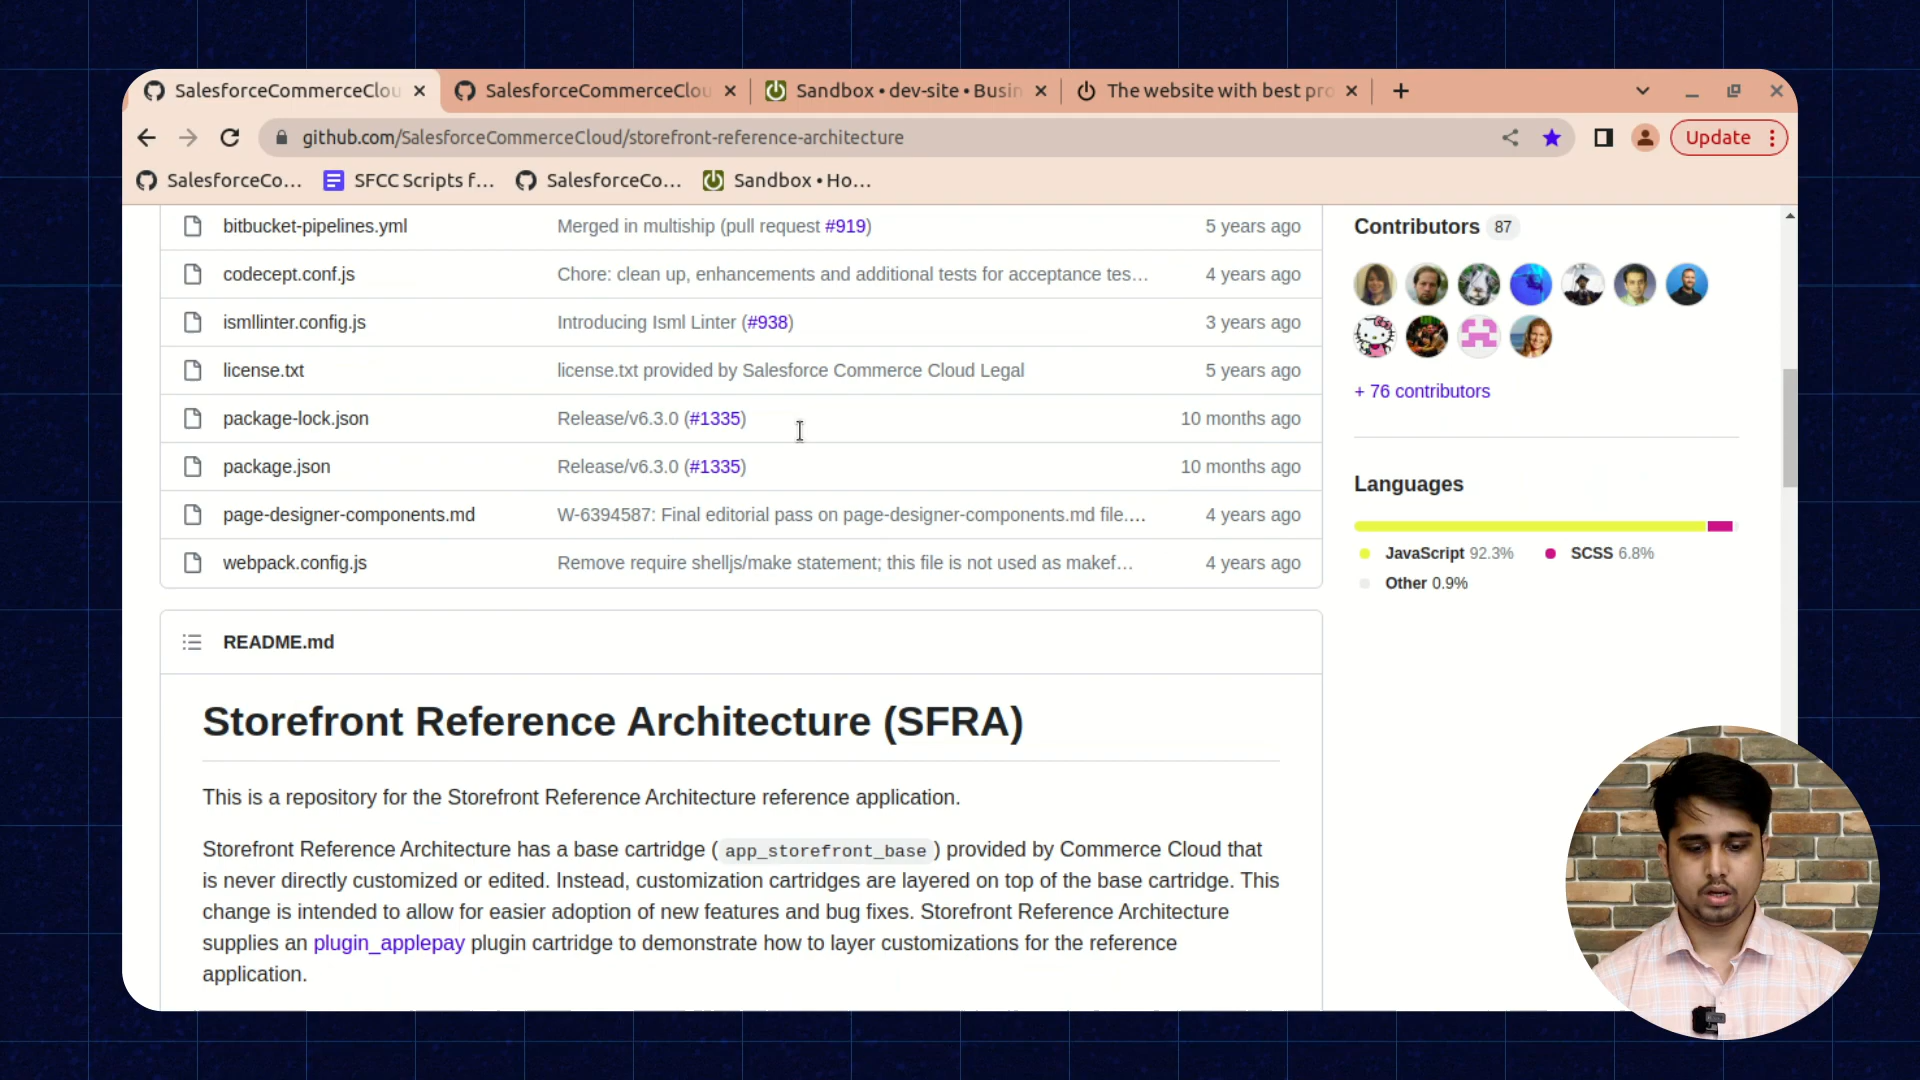 SalesforceCommerceClou
SalesforceCommerceClou
Sandbox • dev-site • Busin
The website with best pro
github.com/SalesforceCommerceCloud/storefront-reference-architecture
Update
SalesforceCo...
SFCC Scripts f...
SalesforceCo...
Sandbox • Ho...
bitbucket-pipelines.yml Merged in multiship (pull request #919) 5 years ago
codecept.conf.js Chore: clean up, enhancements and additional tests for acceptance tes... 4 years ago
ismllinter.config.js Introducing Isml Linter (#938) 3 years ago
license.txt license.txt provided by Salesforce Commerce Cloud Legal 5 years ago
package-lock.json Release/v6.3.0 (#1335) 10 months ago
package.json Release/v6.3.0 (#1335) 10 months ago
page-designer-components.md W-6394587: Final editorial pass on page-designer-components.md file.... 4 years ago
webpack.config.js Remove require shelljs/make statement; this file is not used as makef... 4 years ago
README.md
Storefront Reference Architecture (SFRA)
This is a repository for the Storefront Reference Architecture reference application.
Storefront Reference Architecture has a base cartridge (app_storefront_base) provided by Commerce Cloud that
is never directly customized or edited. Instead, customization cartridges are layered on top of the base cartridge. This
change is intended to allow for easier adoption of new features and bug fixes. Storefront Reference Architecture
supplies an plugin_applepay plugin cartridge to demonstrate how to layer customizations for the reference
application.
Contributors 87
+ 76 contributors
Languages
JavaScript 92.3% SCSS 6.8%
Other 0.9%